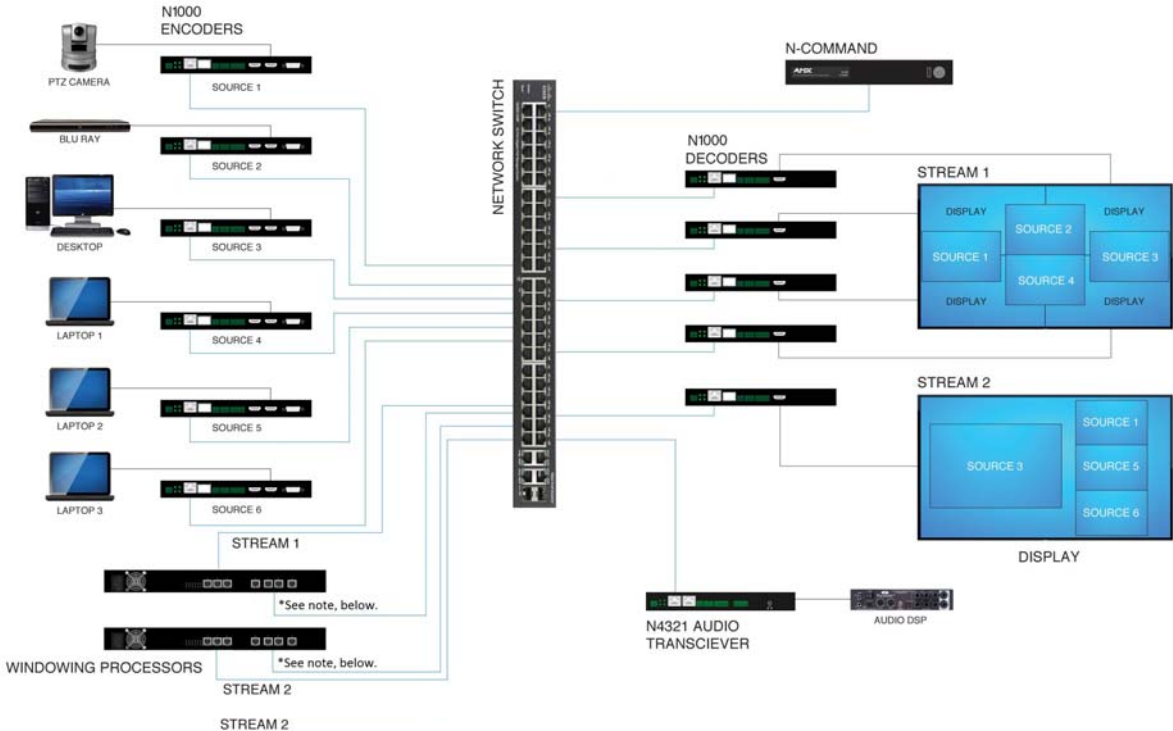 N1000
ENCODERS
PTZ CAMERA
SOURCE 1
BLU RAY
SOURCE 2
DESKTOP
SOURCE 3
LAPTOP 1
SOURCE 4
LAPTOP 2
SOURCE 5
LAPTOP 3
SOURCE 6
STREAM 1
*See note, below.
*See note, below.
WINDOWING PROCESSORS
STREAM 2
STREAM 2
NETWORK SWITCH
N-COMMAND
AMX
N1000
DECODERS
STREAM 1
DISPLAY
DISPLAY
SOURCE 2
SOURCE 1
SOURCE 3
SOURCE 4
DISPLAY
DISPLAY
STREAM 2
SOURCE 1
SOURCE 3
SOURCE 5
SOURCE 6
DISPLAY
N4321 AUDIO
TRANSCIEVER
AUDIO DSP